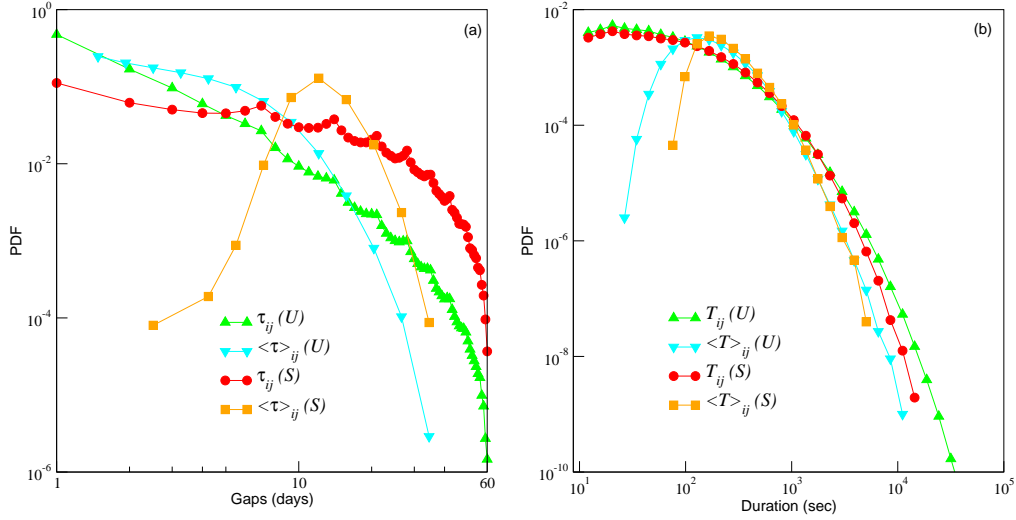 (a)
10^0
10^-2
10^-4
10^-6
PDF
1
10
60
Gaps (days)
τ_ij (U)
<τ>_ij (U)
τ_ij (S)
<τ>_ij (S)
(b)
10^-2
10^-4
10^-6
10^-8
10^-10
PDF
10^1
10^2
10^3
10^4
10^5
Duration (sec)
T_ij (U)
<T>_ij (U)
T_ij (S)
<T>_ij (S)